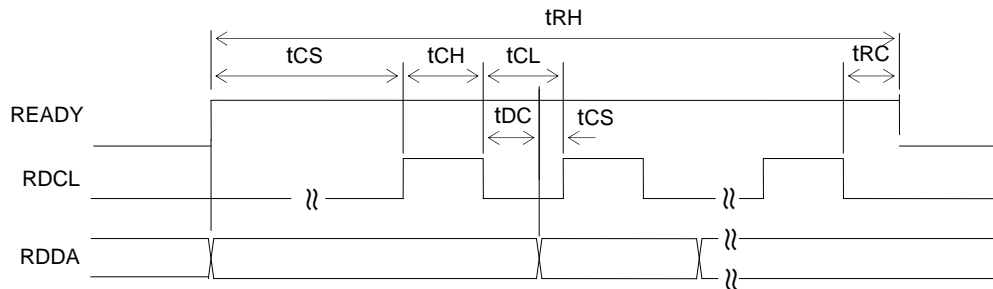 tRH
tCS tCH tCL tRC
READY
tDC tCS
RDCL
RDDA